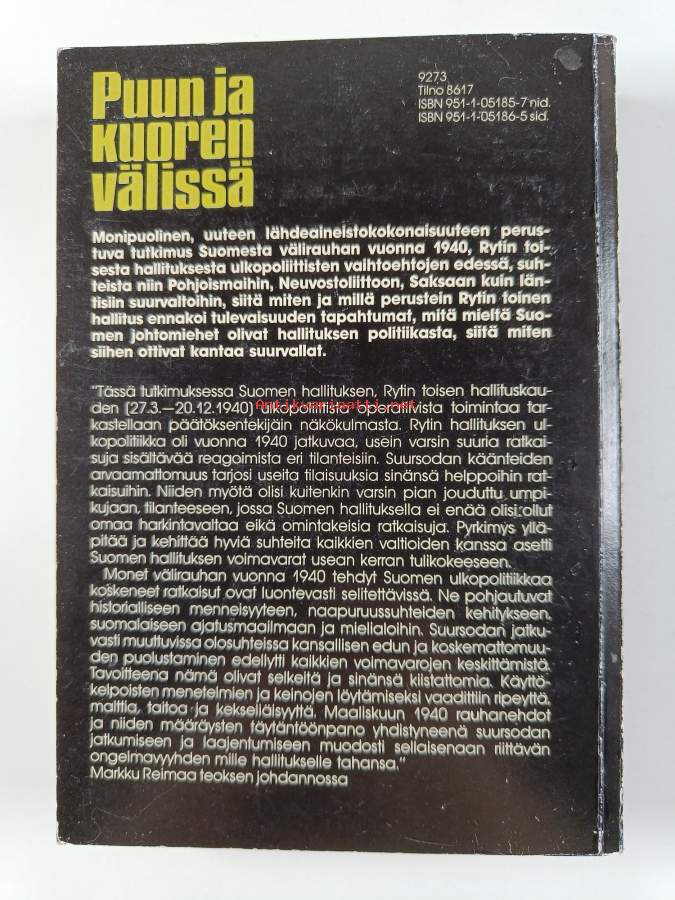 Puun ja
kuoren
välissä
9273
Tilno 8617
ISBN 951-1-05185-7 nid.
ISBN 951-1-05186-5 sid.
Monipuolinen, uuteen lähdeaineistokokonaisuuteen perus-
tuva tutkimus Suomesta välirauhan vuonna 1940, Rytin toi-
sesta hallituksesta ulkopoliittisten vaihtoehtojen edessä, suh-
teista niin Pohjoismaihin, Neuvostoliittoon, Saksaan kuin län-
tisiin suurvaltoihin, siitä miten ja millä perustein Rytin toinen
hallitus ennakoi tulevaisuuden tapahtumat, mitä mieltä Suo-
men johtomiehet olivat hallituksen politiikasta, siitä miten
siihen ottivat kantaa suurvallat.
"Tässä tutkimuksessa Suomen hallituksen, Rytin toisen hallituskau-
den (27.3.—20.12.1940) ulkopoliittista operatiivista toimintaa tar-
kastellaan päätöksentekijäin näkökulmasta. Rytin hallituksen ul-
kopolitiikka oli vuonna 1940 jatkuvaa, usein varsin suuria ratkai-
suja sisältävää reagoimista eri tilanteisiin. Suursodan käänteiden
arvaamattomuus tarjosi useita tilaisuuksia sinänsä helppoihin rat-
kaisuihin. Niiden myötä olisi kuitenkin varsin pian jouduttu umpi-
kujaan, tilanteeseen, jossa Suomen hallituksella ei enää olisi ollut
omaa harkintavaltaa eikä omintakeisia ratkaisuja. Pyrkimys yllä-
pitää ja kehittää hyviä suhteita kaikkien valtioiden kanssa asetti
Suomen hallituksen voimavarat usean kerran tulikokeeseen.
Monet välirauhan vuonna 1940 tehdyt Suomen ulkopolitiikkaa
koskeneet ratkaisut ovat luontevasti selitettävissä. Ne pohjautuvat
historialliseen menneisyyteen, naapuruussuhteiden kehitykseen,
suomalaiseen ajatusmaailmaan ja mielialoihin. Suursodan jatku-
vasti muuttuvissa olosuhteissa kansallisen edun ja koskemattomuu-
den puolustaminen edellytti kaikkien voimavarojen keskittämistä.
Tavoitteena nämä olivat selkeitä ja sinänsä kiistattomia. Käyttö-
kelpoisten menetelmien ja keinojen löytämiseksi vaadittiin ripeyttä,
malttia, taitoa ja kekseliäisyyttä. Maaliskuun 1940 rauhanehdot
ja niiden määräysten täytäntöönpano yhdistyneenä suursodan
jatkumiseen ja laajentumiseen muodosti sellaisenaan riittävän
ongelmavyyhden mille hallitukselle tahansa."
Markku Reimaa teoksen johdannossa
Antikvariaatti.net